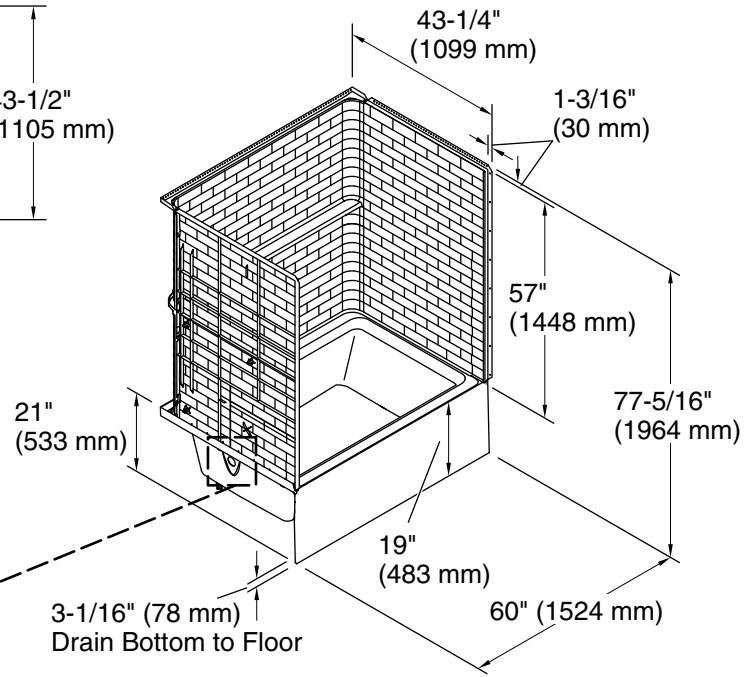 43-1/4"
(1099 mm)
3-1/2"
1105 mm)
1-3/16"
(30 mm)
57"
(1448 mm)
21"
(533 mm)
77-5/16"
(1964 mm)
19"
(483 mm)
3-1/16" (78 mm)
Drain Bottom to Floor
60" (1524 mm)